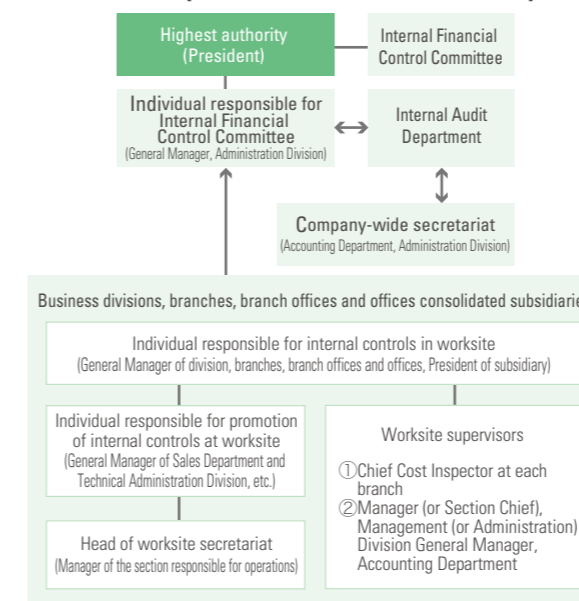 Highest authority
(President)
Internal Financial
Control Committee
Individual responsible for
Internal Financial
Control Committee
(General Manager, Administration Division)
Internal Audit
Department
Company-wide secretariat
(Accounting Department, Administration Division)
Business divisions, branches, branch offices and offices consolidated subsidiarie
Individual responsible for internal controls in worksite
(General Manager of division, branches, branch offices and offices, President of subsidiary)
Individual responsible for promotion
of internal controls at worksite
(General Manager of Sales Department and
Technical Administration Division, etc.)
Head of worksite secretariat
(Manager of the section responsible for operations)
Worksite supervisors
①Chief Cost Inspector at each
branch
②Manager (or Section Chief),
Management (or Administration)
Division General Manager,
Accounting Department